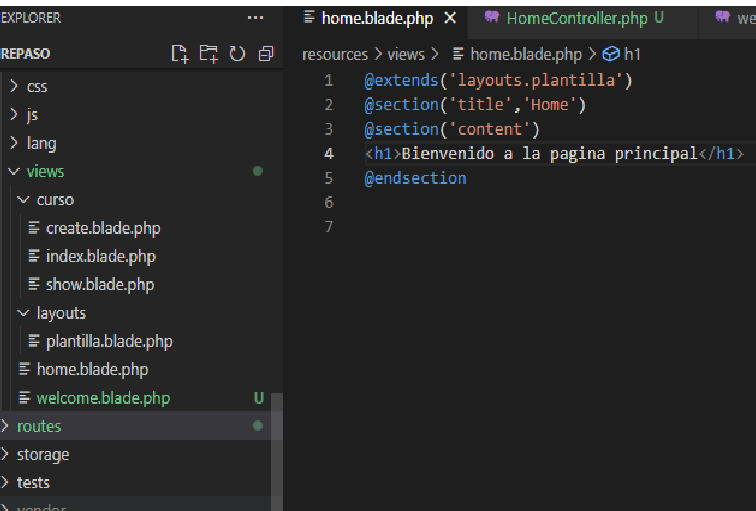 EXPLORER
REPASO
css
js
lang
views
curso
create.blade.php
index.blade.php
show.blade.php
layouts
plantilla.blade.php
home.blade.php
welcome.blade.php U
routes
storage
tests
vendor
home.blade.php HomeController.php U we
resources > views > home.blade.php > h1
1 @extends('layouts.plantilla')
2 @section('title','Home')
3 @section('content')
4 <h1>Bienvenido a la pagina principal</h1>
5 @endsection
6
7